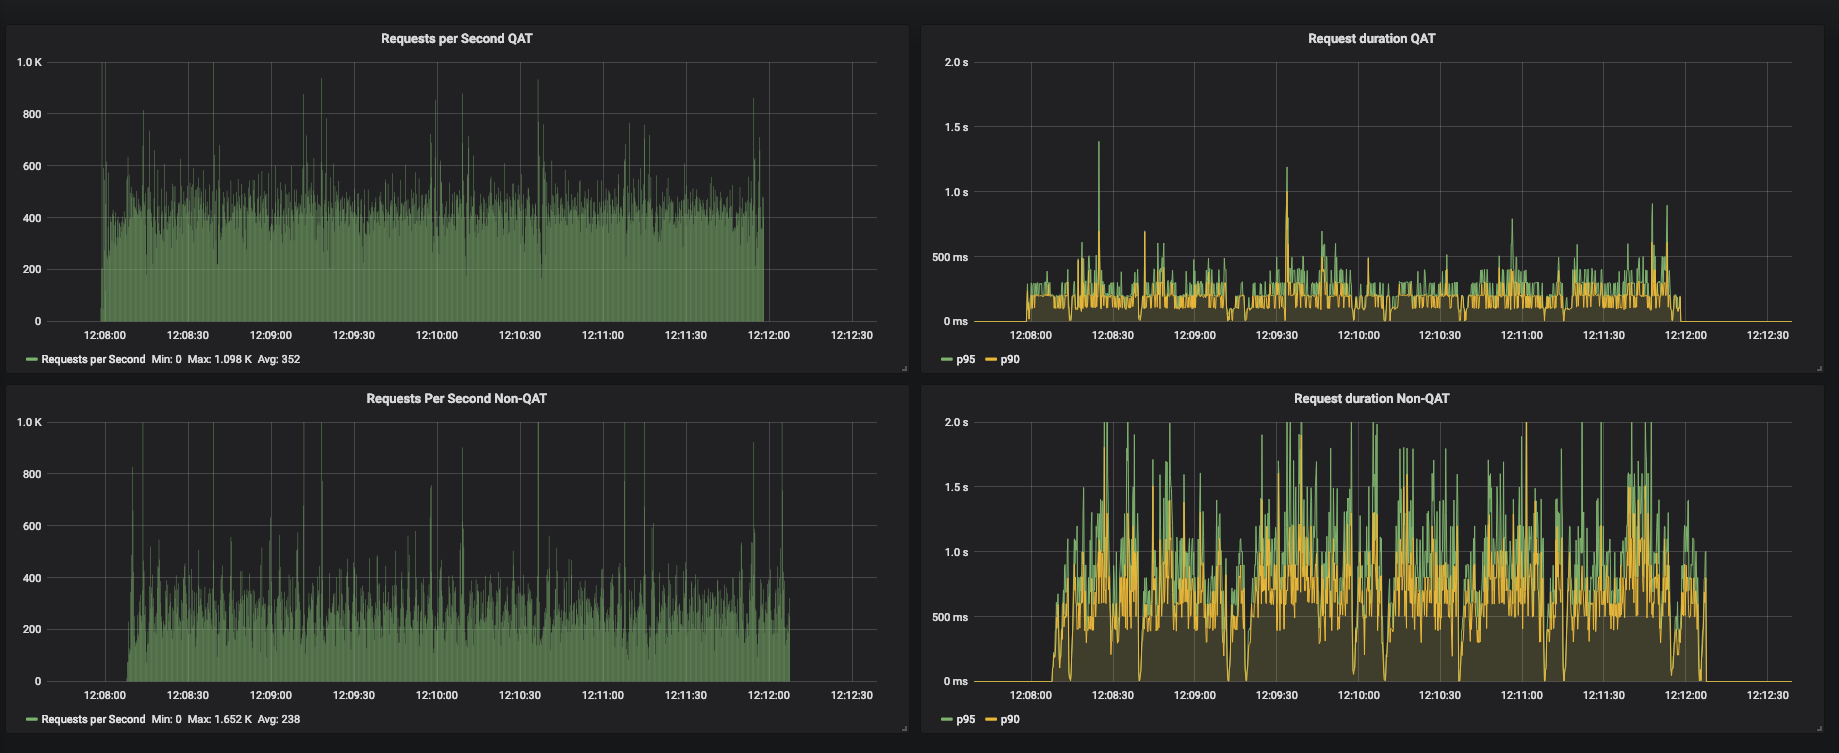 Requests per Second QAT
1.0 K
800
600
400
200
0
12:08:00 12:08:30 12:09:00 12:09:30 12:10:00 12:10:30 12:11:00 12:11:30 12:12:00 12:12:30
Requests per Second Min: 0 Max: 1.098 K Avg: 352
Request duration QAT
2.0 s
1.5 s
1.0 s
500 ms
0 ms
12:08:00 12:08:30 12:09:00 12:09:30 12:10:00 12:10:30 12:11:00 12:11:30 12:12:00 12:12:30
p95 p90
Requests Per Second Non-QAT
1.0 K
800
600
400
200
0
12:08:00 12:08:30 12:09:00 12:09:30 12:10:00 12:10:30 12:11:00 12:11:30 12:12:00 12:12:30
Requests per Second Min: 0 Max: 1.652 K Avg: 238
Request duration Non-QAT
2.0 s
1.5 s
1.0 s
500 ms
0 ms
12:08:00 12:08:30 12:09:00 12:09:30 12:10:00 12:10:30 12:11:00 12:11:30 12:12:00 12:12:30
p95 p90